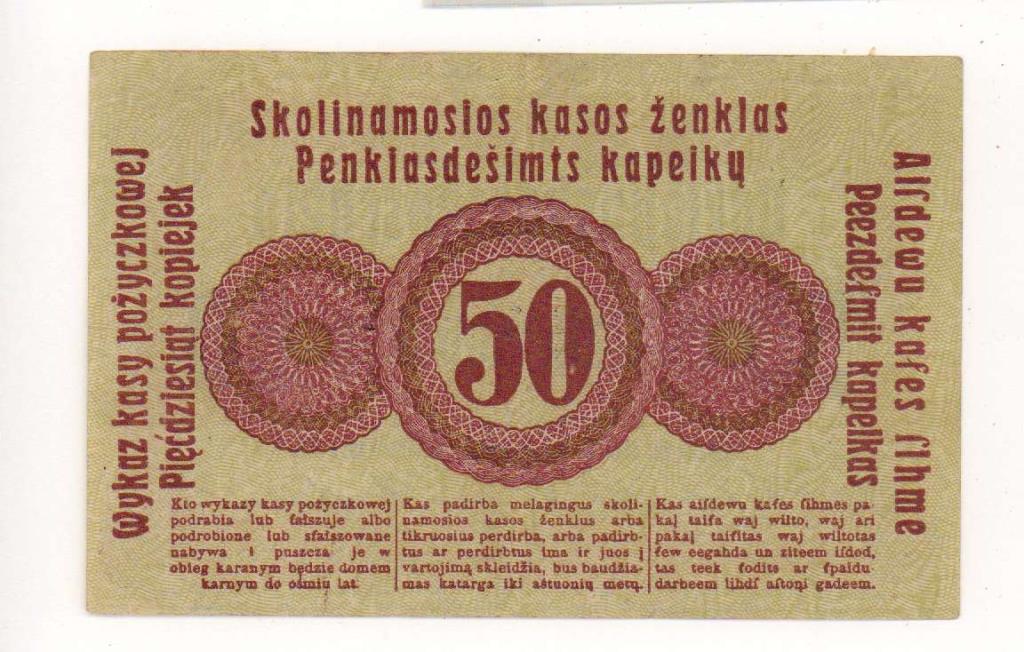 Skolinamosios kasos ženklas
Penkiasdešimts kapeikų
Wykaz kasy pożyczkowej
Pięćdziesiąt kopiejek
50
Aiſdewu kaſes ſihme
Peezdeſmit kapeikas
Kto wykazy kasy pożyczkowej
podrabia lub fałszuje albo
podrobione lub sfałszowane
nabywa i puszcza je w
obieg karanym będzie domem
karnym do ośmiu lat.
Kas padirba melagingus skoli-
namosios kasos ženklus arba
tikruosius perdirba, arba padirb-
tus ar perdirbtus ima ir juos į
vartojimą skleidžia, bus baudžia-
mas katarga iki aštuonių metų.
Kas aiſdewu kaſes ſihmes pa-
kaļ taiſa waj wilto, waj ari
pakaļ taiſitas waj wiltotas
ſew eegahda un ziteem iſdod,
tas teek ſodits ar ſpaidu-
darbeem lihdſ aſtoņi gadeem.